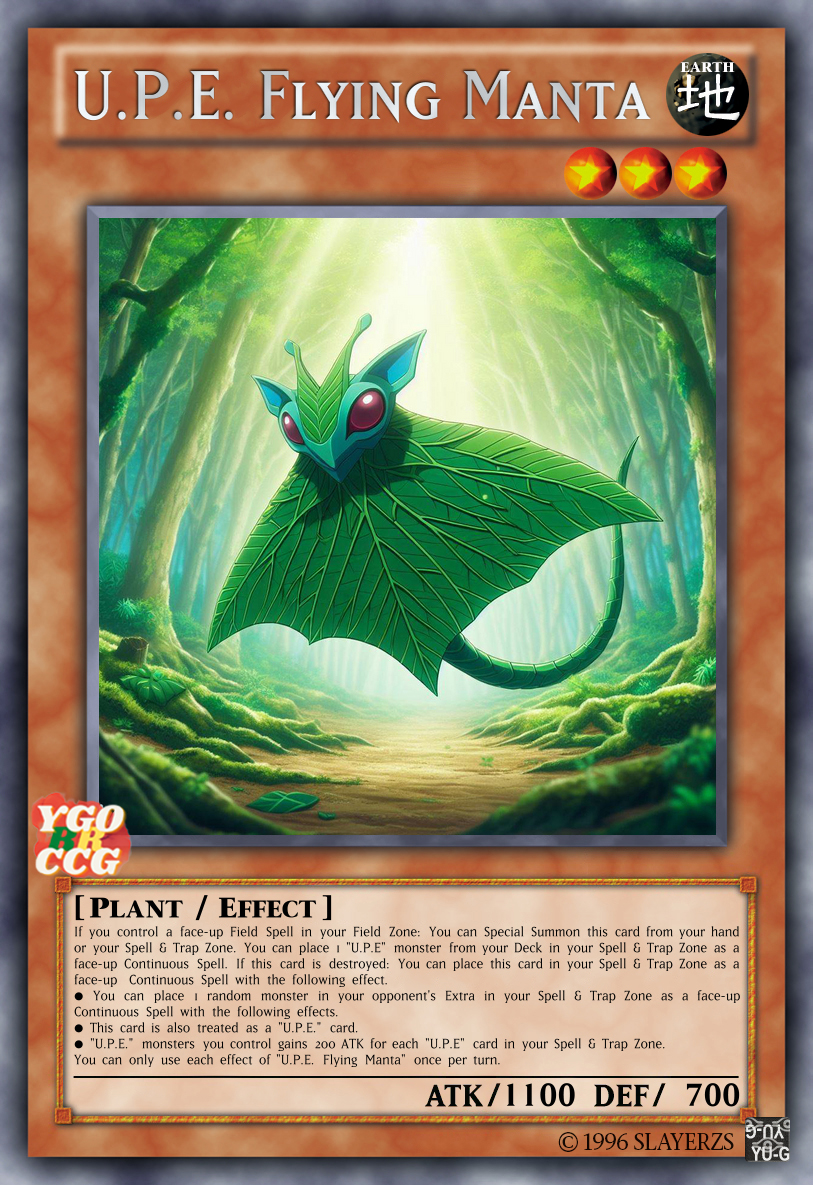 U.P.E. Flying Manta
EARTH
地
[ Plant / Effect ]
If you control a face-up Field Spell in your Field Zone: You can Special Summon this card from your hand
or your Spell & Trap Zone. You can place 1 "U.P.E" monster from your Deck in your Spell & Trap Zone as a
face-up Continuous Spell. If this card is destroyed: You can place this card in your Spell & Trap Zone as a
face-up Continuous Spell with the following effect.
● You can place 1 random monster in your opponent's Extra in your Spell & Trap Zone as a face-up
Continuous Spell with the following effects.
● This card is also treated as a "U.P.E." card.
● "U.P.E." monsters you control gains 200 ATK for each "U.P.E" card in your Spell & Trap Zone.
You can only use each effect of "U.P.E. Flying Manta" once per turn.
ATK/1100 DEF/ 700
YGO
RR
CCG
© 1996 SLAYERZS
YU-G
YU-G